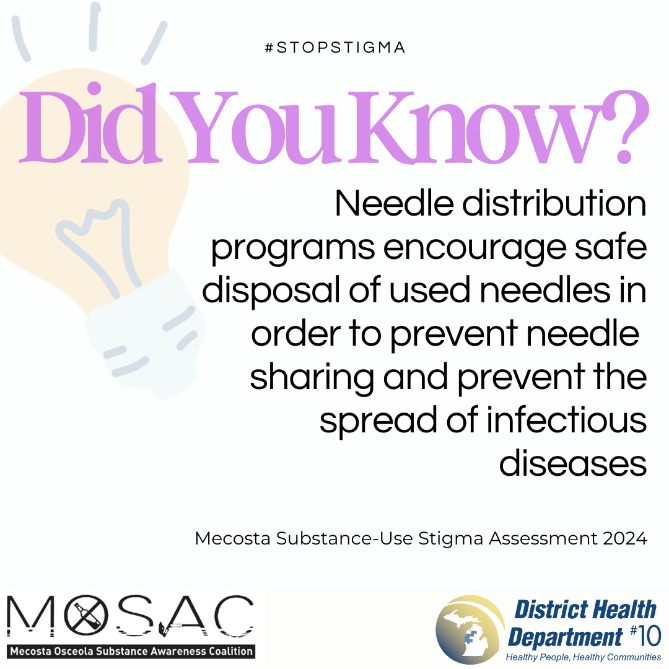 #STOPSTIGMA
Did You Know?
Needle distribution
programs encourage safe
disposal of used needles in
order to prevent needle
sharing and prevent the
spread of infectious
diseases
Mecosta Substance-Use Stigma Assessment 2024
MOSAC
Mecosta Osceola Substance Awareness Coalition
District Health
Department #10
Healthy People, Healthy Communities